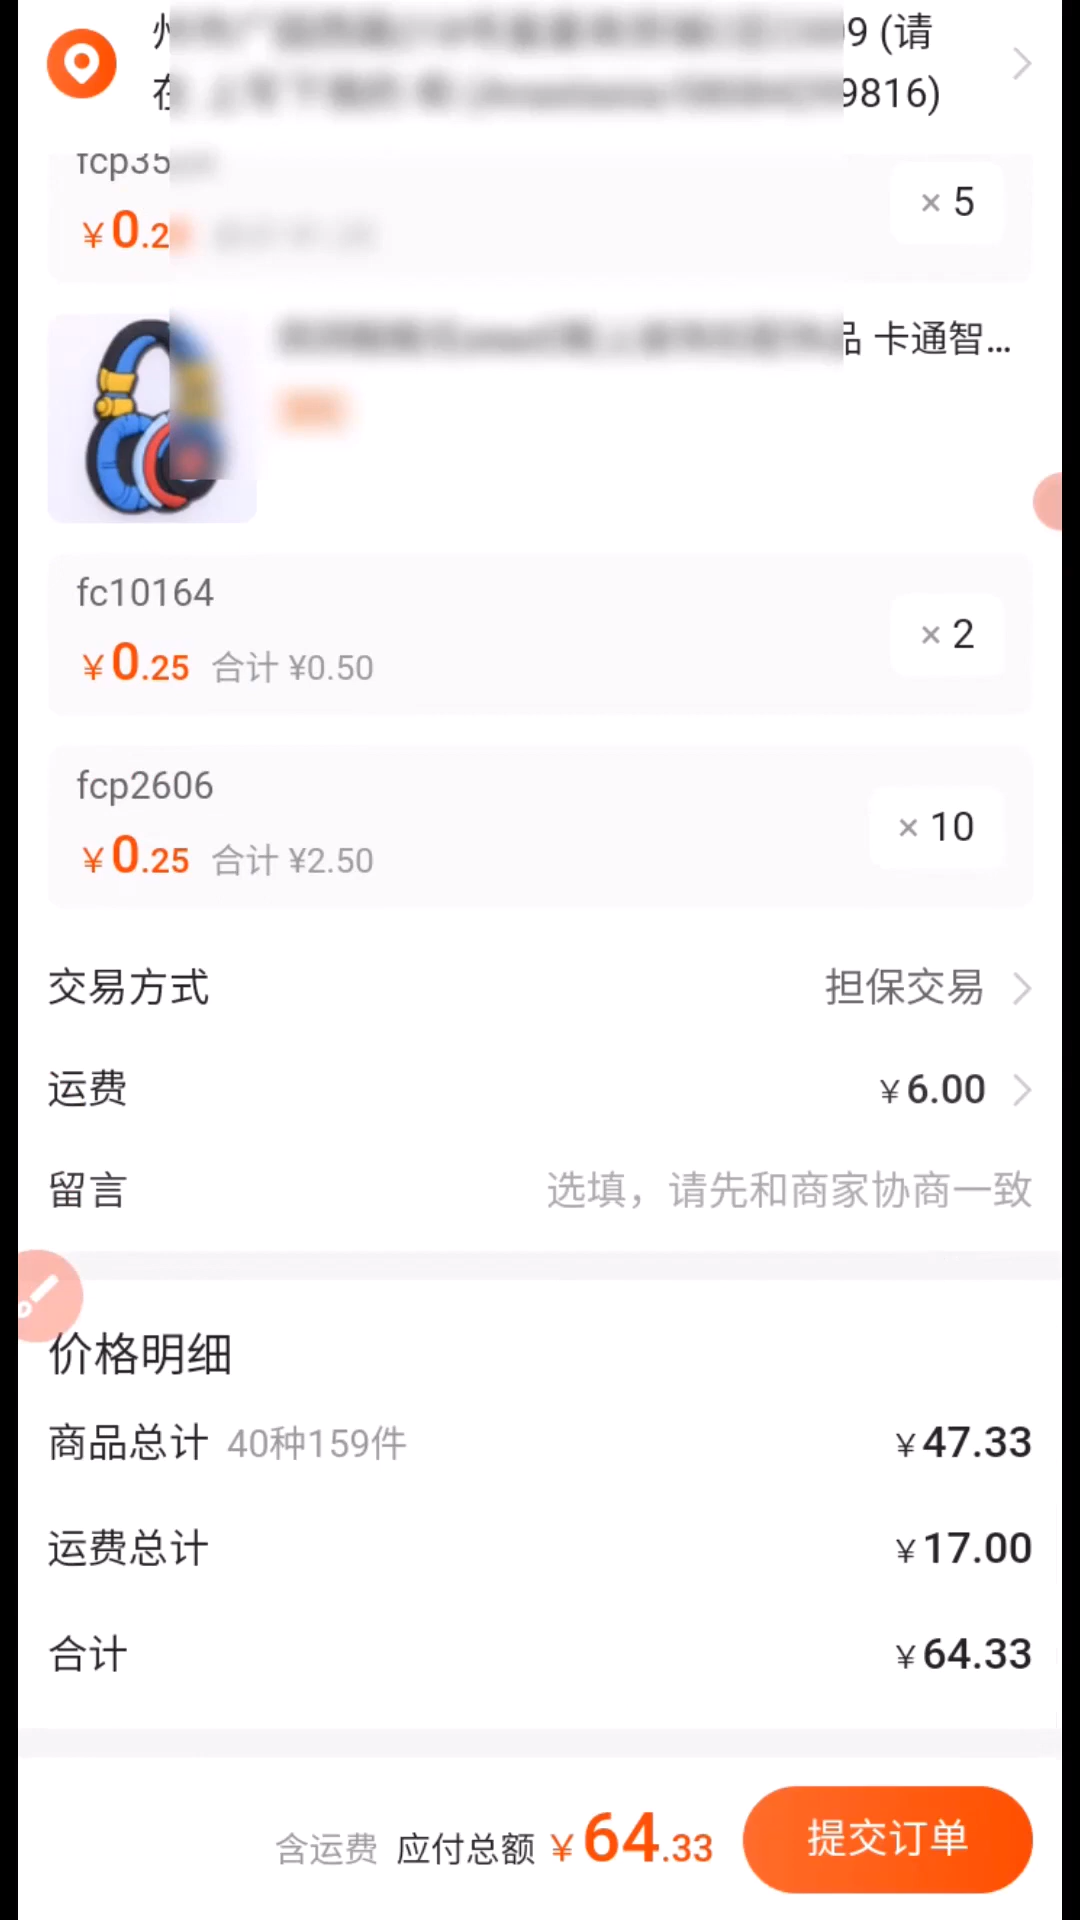 9 (请
9816)
fcp35
¥0.2
× 5
品 卡通智...
fc10164
¥0.25 合计 ¥0.50
× 2
fcp2606
¥0.25 合计 ¥2.50
× 10
交易方式 担保交易
运费 ¥6.00
留言 选填，请先和商家协商一致
价格明细
商品总计 40种159件 ¥47.33
运费总计 ¥17.00
合计 ¥64.33
含运费 应付总额 ¥64.33 提交订单